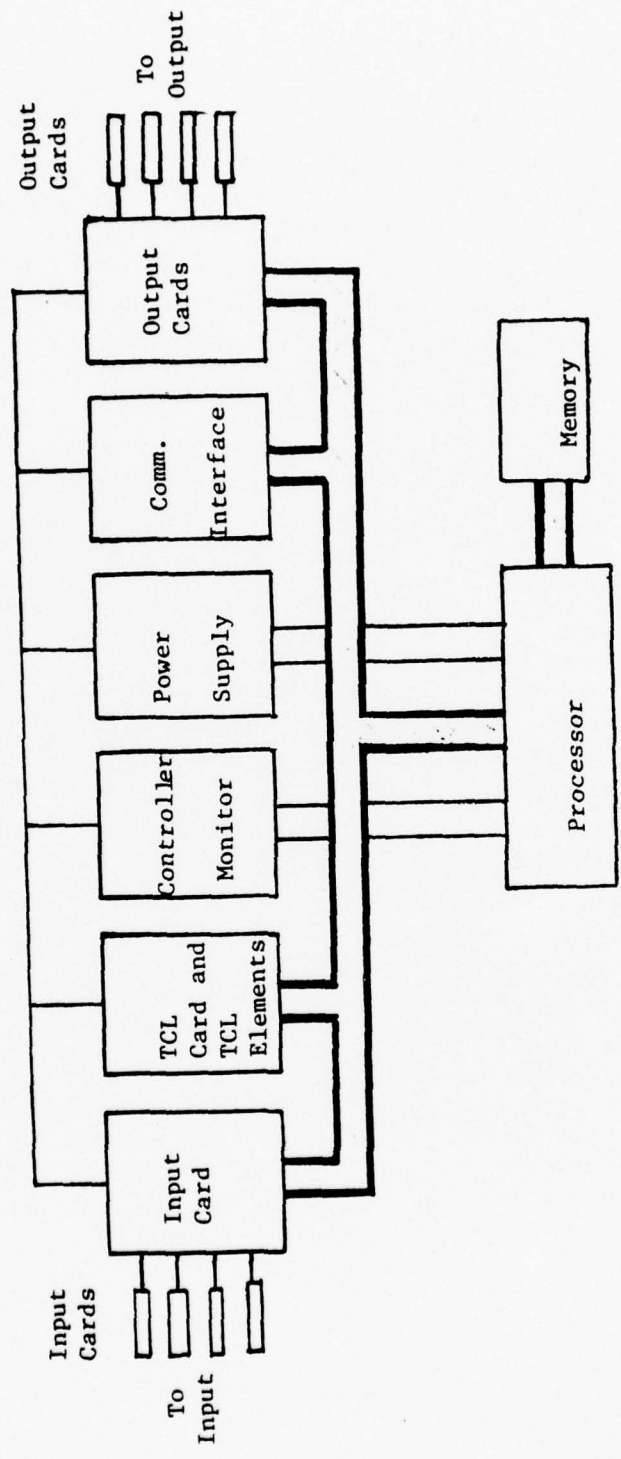 Input
Cards
To
Input
Input
Card
TCL
Card and
TCL
Elements
Controller
Monitor
Power
Supply
Comm.
Interface
Output
Cards
Output
Cards
To
Output
Processor
Memory